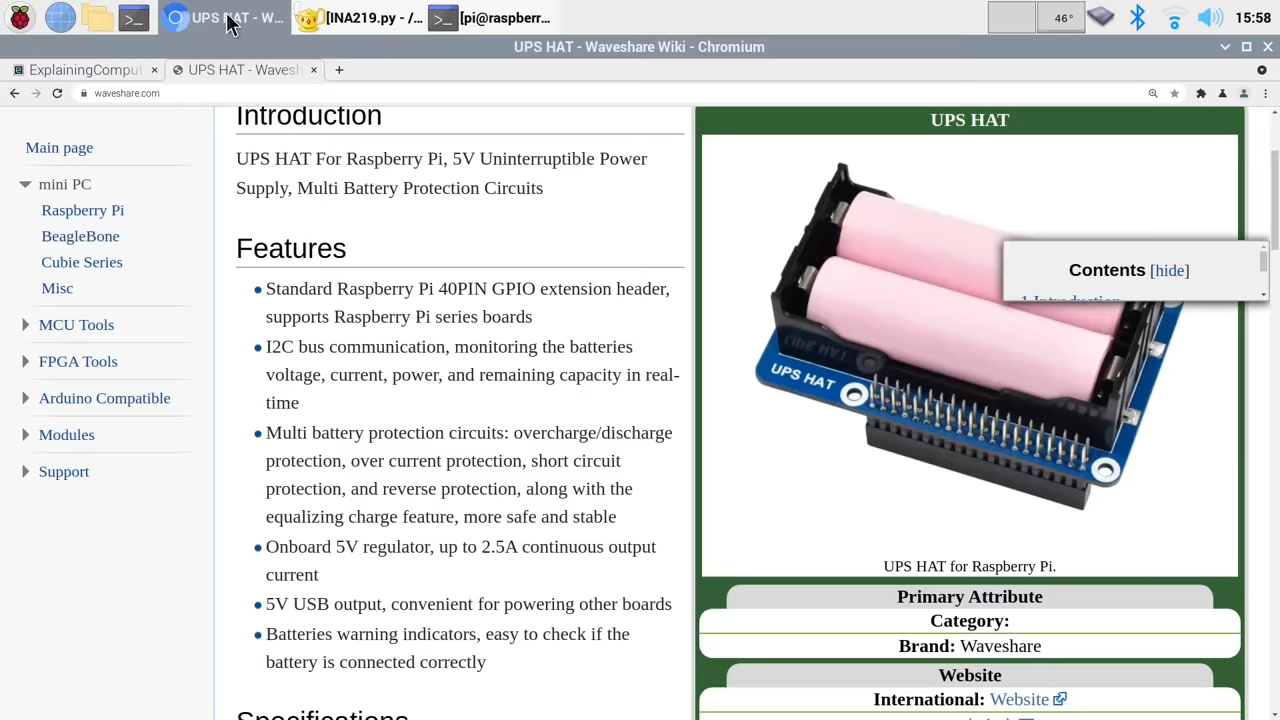 UPS HAT - W...
[INA219.py - /...
[pi@raspberr...
46°
15:58
UPS HAT - Waveshare Wiki - Chromium
ExplainingComput
UPS HAT - Wavesh
waveshare.com
Main page
mini PC
Raspberry Pi
BeagleBone
Cubie Series
Misc
MCU Tools
FPGA Tools
Arduino Compatible
Modules
Support
Introduction
UPS HAT For Raspberry Pi, 5V Uninterruptible Power
Supply, Multi Battery Protection Circuits
Features
Standard Raspberry Pi 40PIN GPIO extension header,
supports Raspberry Pi series boards
I2C bus communication, monitoring the batteries
voltage, current, power, and remaining capacity in real-
time
Multi battery protection circuits: overcharge/discharge
protection, over current protection, short circuit
protection, and reverse protection, along with the
equalizing charge feature, more safe and stable
Onboard 5V regulator, up to 2.5A continuous output
current
5V USB output, convenient for powering other boards
Batteries warning indicators, easy to check if the
battery is connected correctly
Specifications
UPS HAT
Contents [hide]
1 Introduction
UPS HAT
UPS HAT for Raspberry Pi.
Primary Attribute
Category:
Brand: Waveshare
Website
International: Website